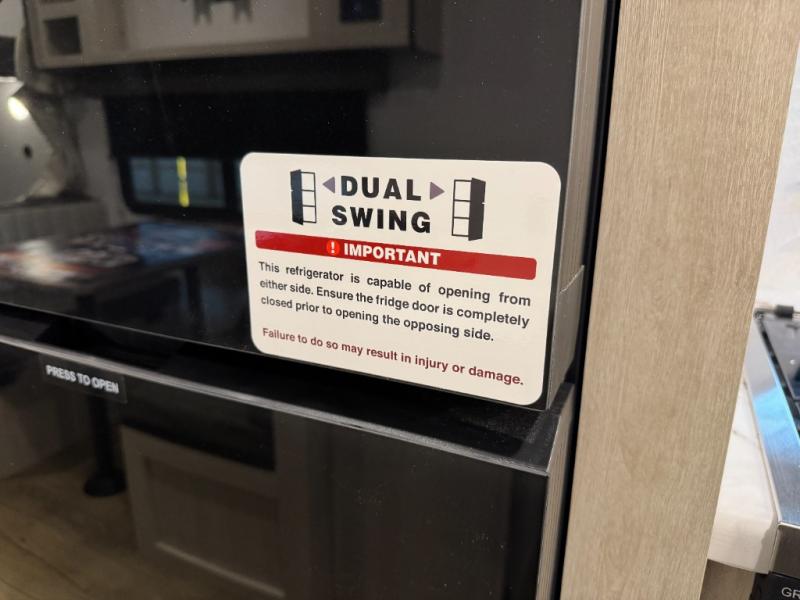 DUAL
SWING
! IMPORTANT
This refrigerator is capable of opening from
either side. Ensure the fridge door is completely
closed prior to opening the opposing side.
Failure to do so may result in injury or damage.
PRESS TO OPEN
GR